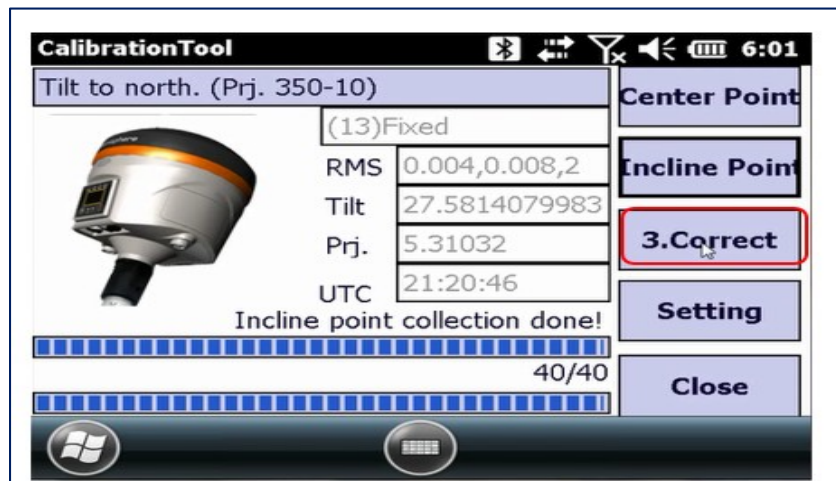 CalibrationTool 6:01
Tilt to north. (Prj. 350-10)
Center Point
(13)Fixed
RMS 0.004,0.008,2
Incline Point
Tilt 27.5814079983
Prj. 5.31032
3.Correct
UTC 21:20:46
Incline point collection done!
Setting
40/40
Close